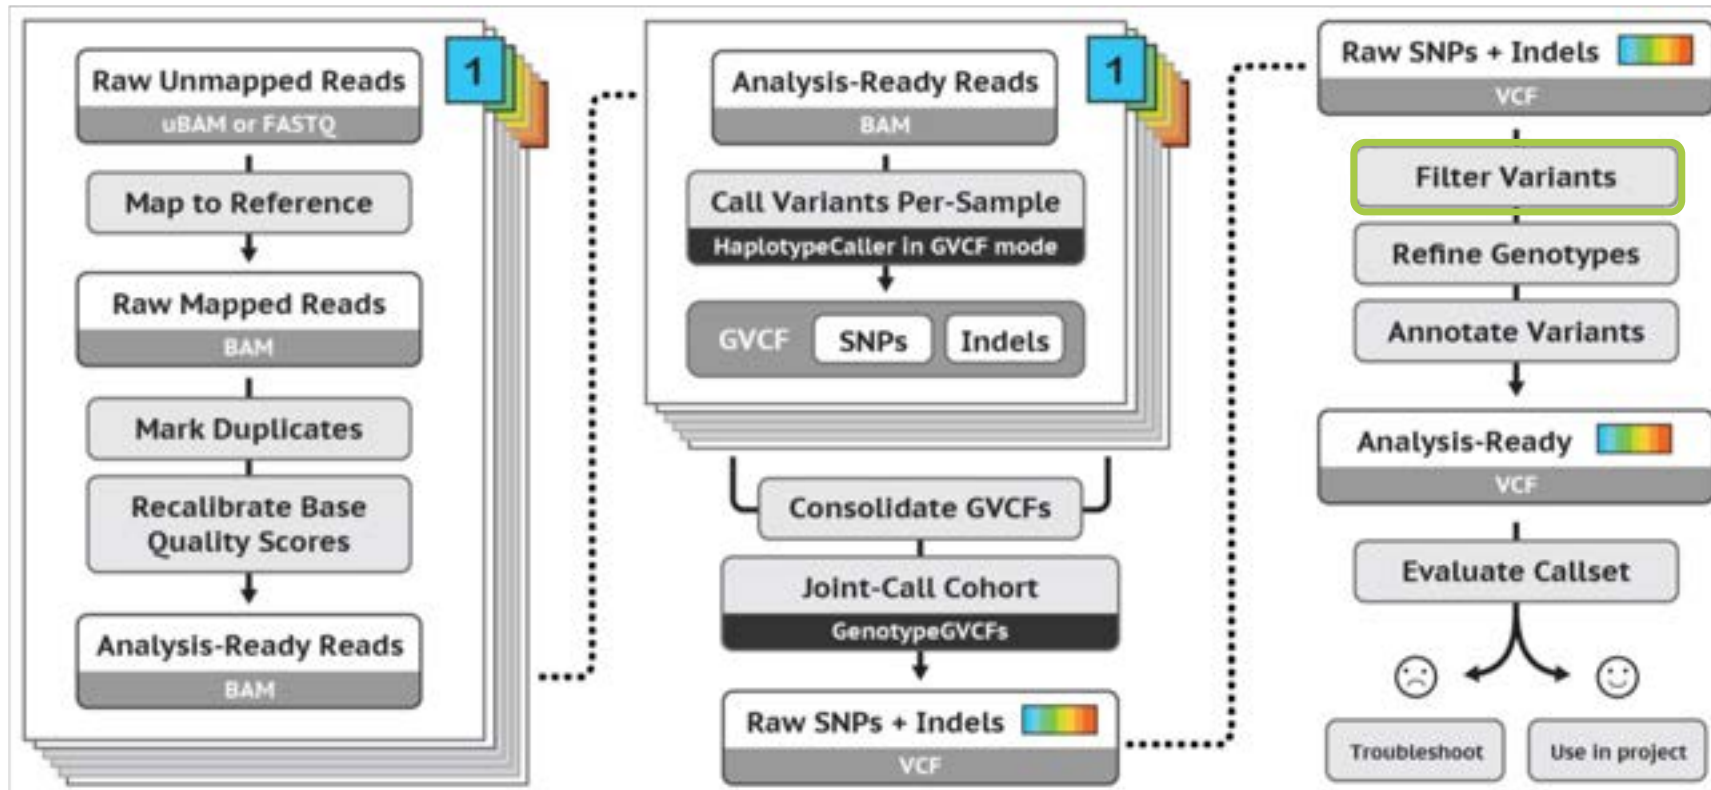 Raw Unmapped Reads
uBAM or FASTQ
1
Map to Reference
Raw Mapped Reads
BAM
Mark Duplicates
Recalibrate Base
Quality Scores
Analysis-Ready Reads
BAM
Analysis-Ready Reads
BAM
1
Call Variants Per-Sample
HaplotypeCaller in GVCF mode
GVCF SNPs Indels
Consolidate GVCFs
Joint-Call Cohort
GenotypeGVCFs
Raw SNPs + Indels
VCF
Raw SNPs + Indels
VCF
Filter Variants
Refine Genotypes
Annotate Variants
Analysis-Ready
VCF
Evaluate Callset
Troubleshoot
Use in project